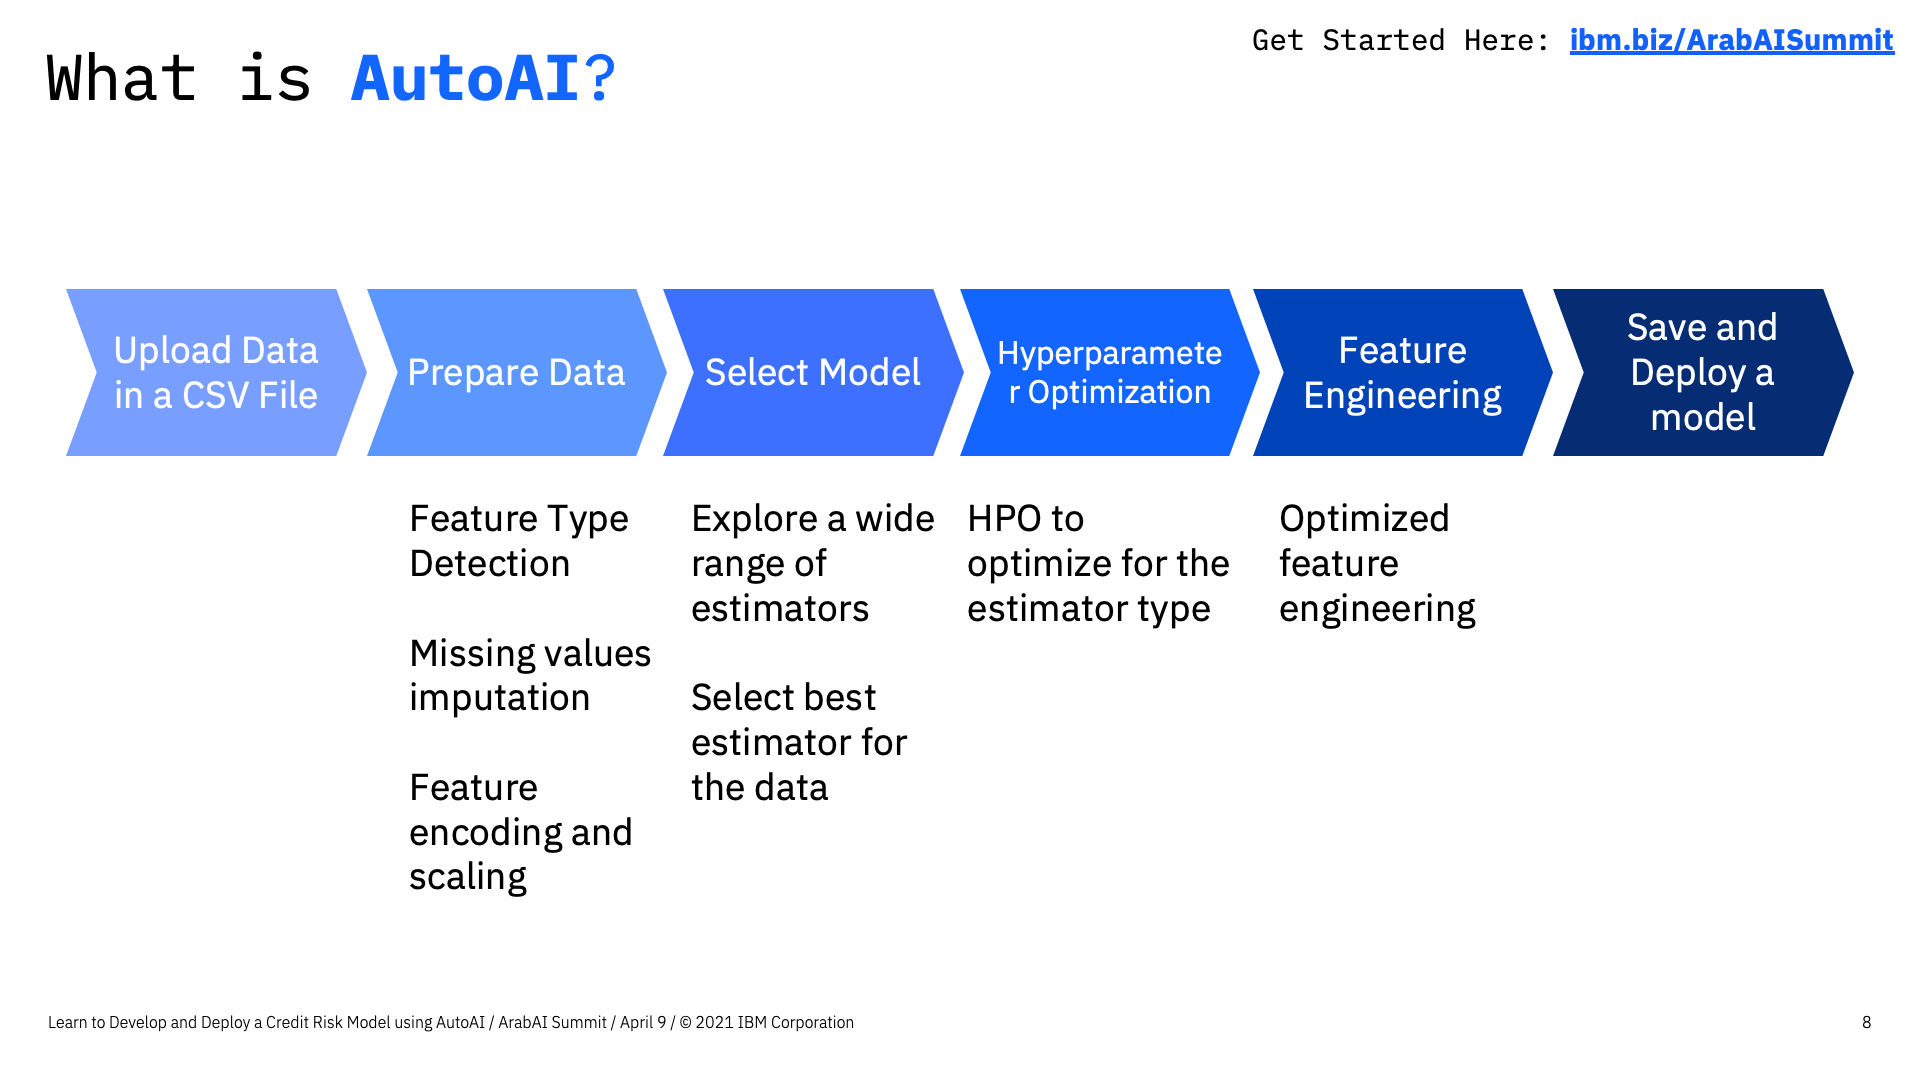 Get Started Here: ibm.biz/ArabAISummit
What is AutoAI?
Upload Data
in a CSV File
Prepare Data
Select Model
Hyperparamete
r Optimization
Feature
Engineering
Save and
Deploy a
model
Feature Type
Detection
Missing values
imputation
Feature
encoding and
scaling
Explore a wide
range of
estimators
Select best
estimator for
the data
HPO to
optimize for the
estimator type
Optimized
feature
engineering
Learn to Develop and Deploy a Credit Risk Model using AutoAI / ArabAI Summit / April 9 / © 2021 IBM Corporation
8